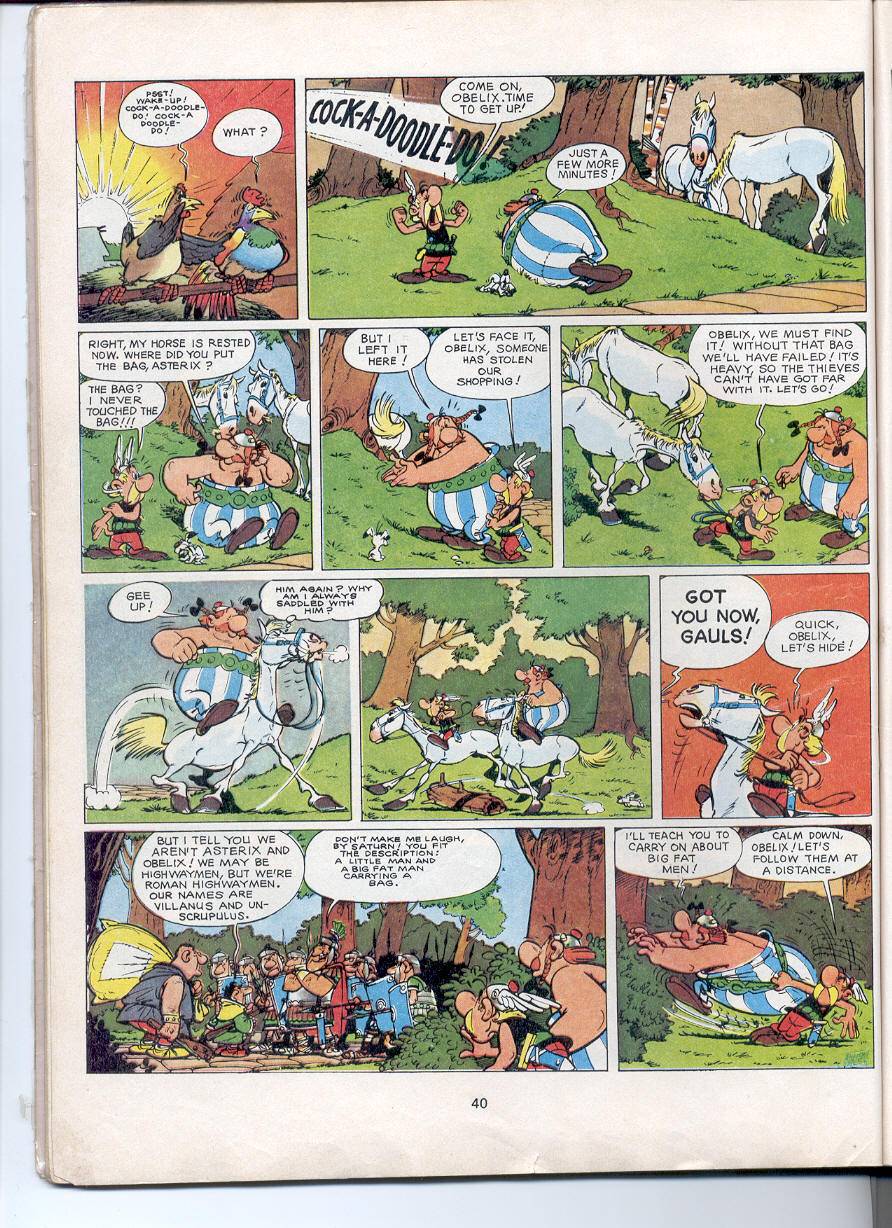 PSST!
WAKE-UP!
COCK-A-DOODLE-
DO! COCK-A
DOODLE-
DO!
WHAT?
COCK-A-DOODLE-DO!
COME ON,
OBELIX. TIME
TO GET UP!
JUST A
FEW MORE
MINUTES!
RIGHT, MY HORSE IS RESTED
NOW. WHERE DID YOU PUT
THE BAG, ASTERIX?
THE BAG?
I NEVER
TOUCHED THE
BAG!!!
BUT I
LEFT IT
HERE!
LET'S FACE IT,
OBELIX, SOMEONE
HAS STOLEN
OUR
SHOPPING!
OBELIX, WE MUST FIND
IT! WITHOUT THAT BAG
WE'LL HAVE FAILED! IT'S
HEAVY, SO THE THIEVES
CAN'T HAVE GOT FAR
WITH IT. LET'S GO!
GEE
UP!
HIM AGAIN? WHY
AM I ALWAYS
SADDLED WITH
HIM?
GOT
YOU NOW,
GAULS!
QUICK,
OBELIX,
LET'S HIDE!
BUT I TELL YOU WE
AREN'T ASTERIX AND
OBELIX! WE MAY BE
HIGHWAYMEN, BUT WE'RE
ROMAN HIGHWAYMEN.
OUR NAMES ARE
VILLANUS AND UN-
SCRUPULUS.
DON'T MAKE ME LAUGH,
BY SATURN! YOU FIT
THE DESCRIPTION:
A LITTLE MAN AND
A BIG FAT MAN
CARRYING A
BAG.
I'LL TEACH YOU TO
CARRY ON ABOUT
BIG FAT
MEN!
CALM DOWN,
OBELIX! LET'S
FOLLOW THEM AT
A DISTANCE.
40